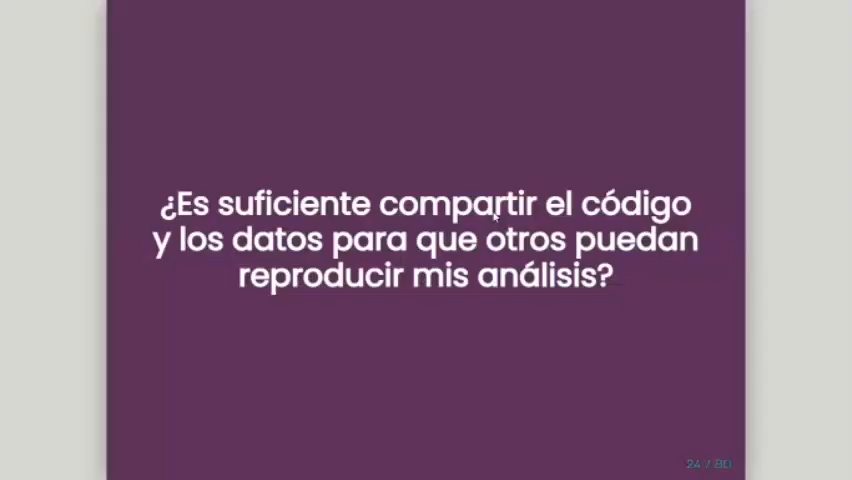 ¿Es suficiente compartir el código
y los datos para que otros puedan
reproducir mis análisis?
24 / 80